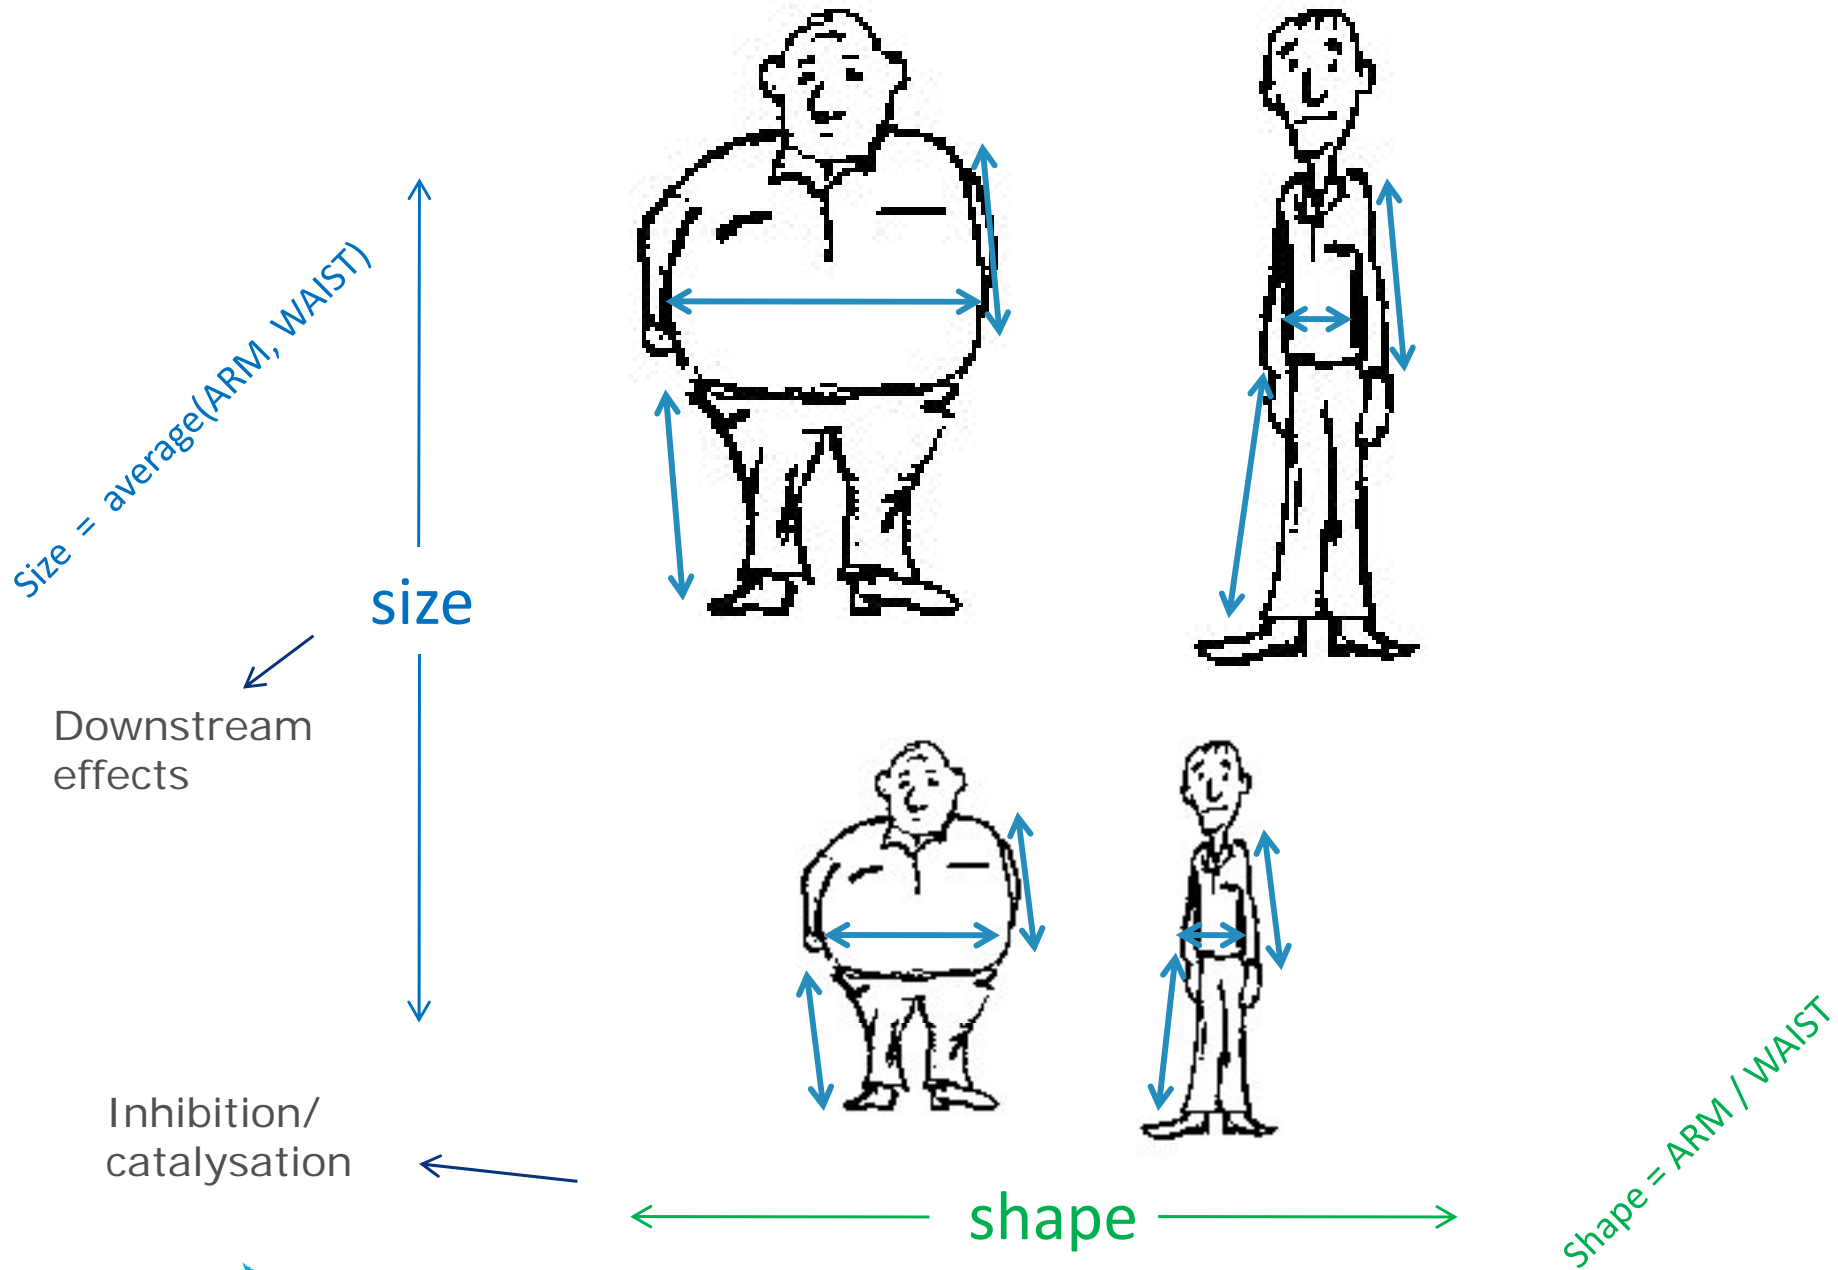 Size = average(ARM, WAIST)
size
Downstream
effects
Inhibition/
catalysation
shape
Shape = ARM / WAIST